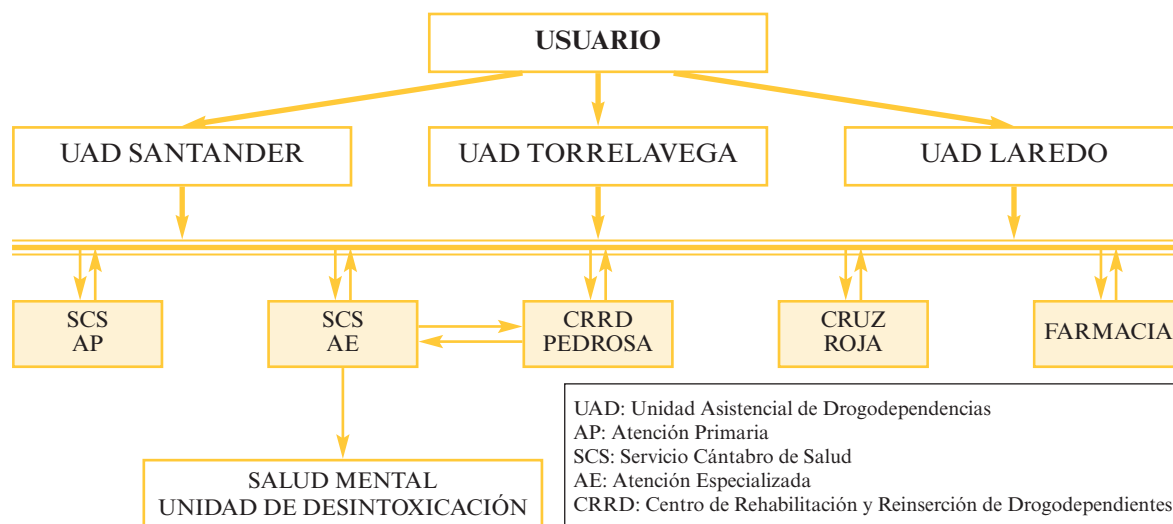 USUARIO
UAD SANTANDER
UAD TORRELAVEGA
UAD LAREDO
SCS
AP
SCS
AE
CRRD
PEDROSA
CRUZ
ROJA
FARMACIA
SALUD MENTAL
UNIDAD DE DESINTOXICACIÓN
UAD: Unidad Asistencial de Drogodependencias
AP: Atención Primaria
SCS: Servicio Cántabro de Salud
AE: Atención Especializada
CRRD: Centro de Rehabilitación y Reinserción de Drogodependientes